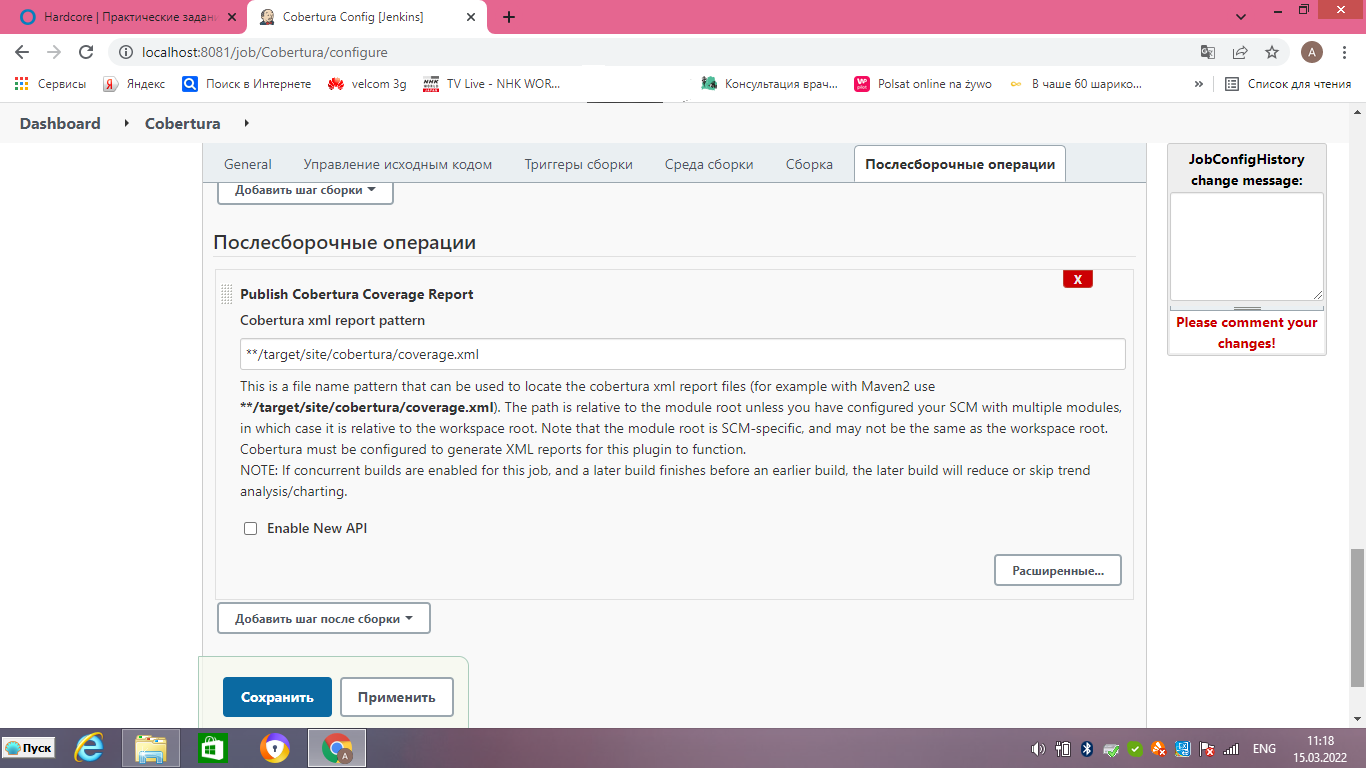 Hardcore | Практические задан
Cobertura Config [Jenkins]
localhost:8081/job/Cobertura/configure
A
Сервисы
Яндекс
Поиск в Интернете
velcom 3g
TV Live - NHK WOR...
Консультация врач...
Polsat online na żywo
В чаше 60 шарико...
»
Список для чтения
Dashboard
Cobertura
General
Управление исходным кодом
Триггеры сборки
Среда сборки
Сборка
Послесборочные операции
JobConfigHistory
change message:
Please comment your
changes!
Добавить шаг сборки
Послесборочные операции
X
Publish Cobertura Coverage Report
Cobertura xml report pattern
**/target/site/cobertura/coverage.xml
This is a file name pattern that can be used to locate the cobertura xml report files (for example with Maven2 use
**/target/site/cobertura/coverage.xml). The path is relative to the module root unless you have configured your SCM with multiple modules,
in which case it is relative to the workspace root. Note that the module root is SCM-specific, and may not be the same as the workspace root.
Cobertura must be configured to generate XML reports for this plugin to function.
NOTE: If concurrent builds are enabled for this job, and a later build finishes before an earlier build, the later build will reduce or skip trend
analysis/charting.
Enable New API
Расширенные...
Добавить шаг после сборки
Сохранить
Применить
Пуск
A
ENG
11:18
15.03.2022